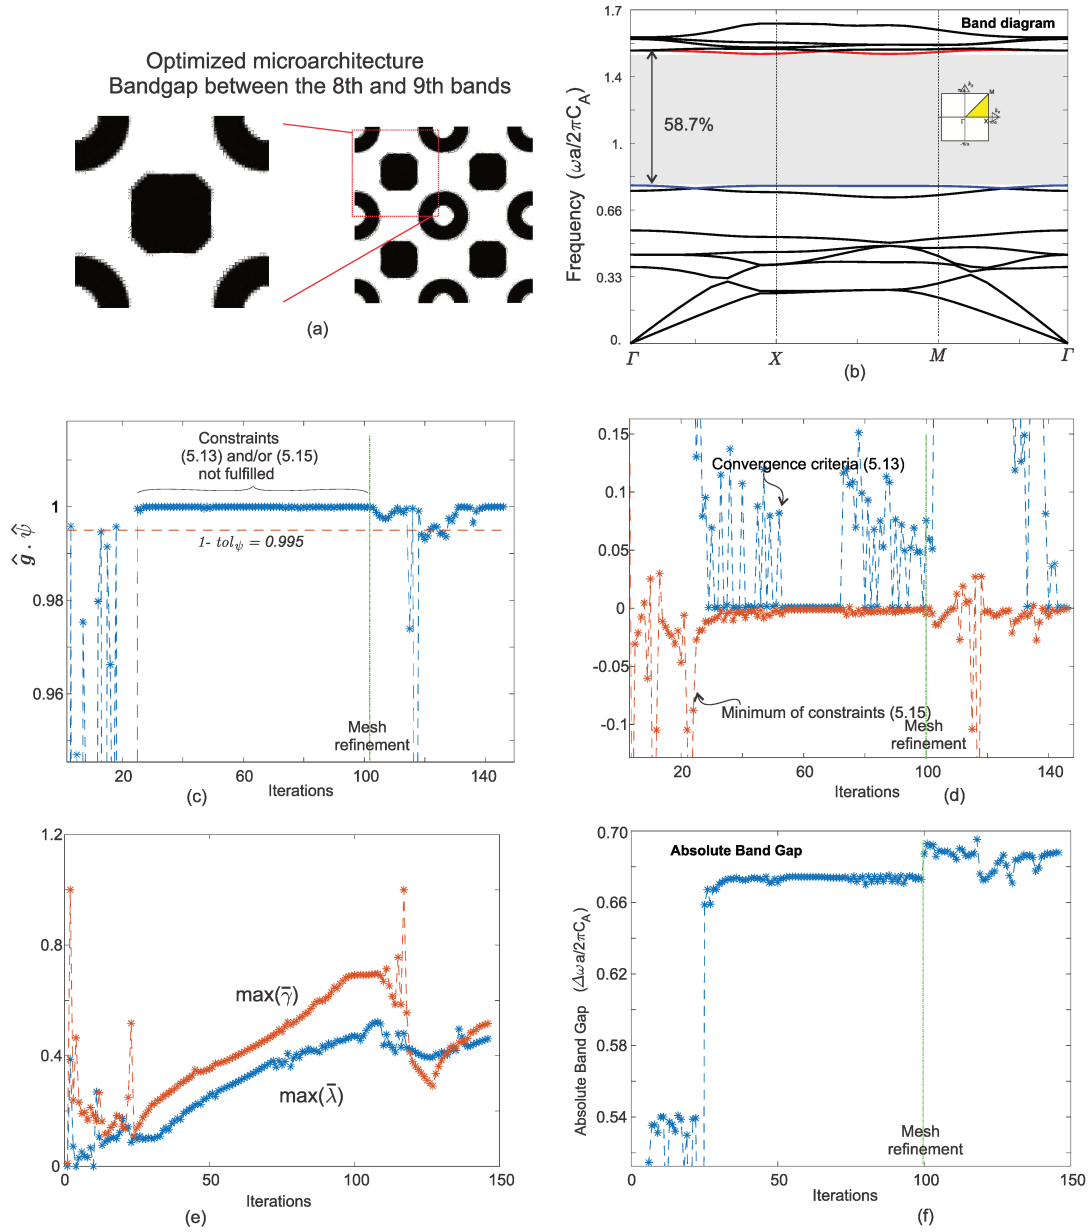 Optimized microarchitecture
Bandgap between the 8th and 9th bands
(a)
Band diagram
Frequency (ωa/2πC_A)
1.7
1.4
1.
0.66
0.33
0.
58.7%
M
Γ
X
Γ
X
M
Γ
(b)
Constraints
(5.13) and/or (5.15)
not fulfilled
ĝ . ψ̂
1
0.98
0.96
1- tol_ψ = 0.995
Mesh
refinement
20
60
100
140
Iterations
(c)
0.15
0.1
0.05
0
-0.05
-0.1
Convergence criteria (5.13)
Minimum of constraints (5.15)
Mesh
refinement
20
60
100
140
Iterations
(d)
1.2
0.8
0.4
0
max(γ̄)
max(λ̄)
0
50
100
150
Iterations
(e)
Absolute Band Gap
Absolute Band Gap (Δωa/2πC_A)
0.70
0.66
0.62
0.58
0.54
Mesh
refinement
0
50
100
150
Iterations
(f)